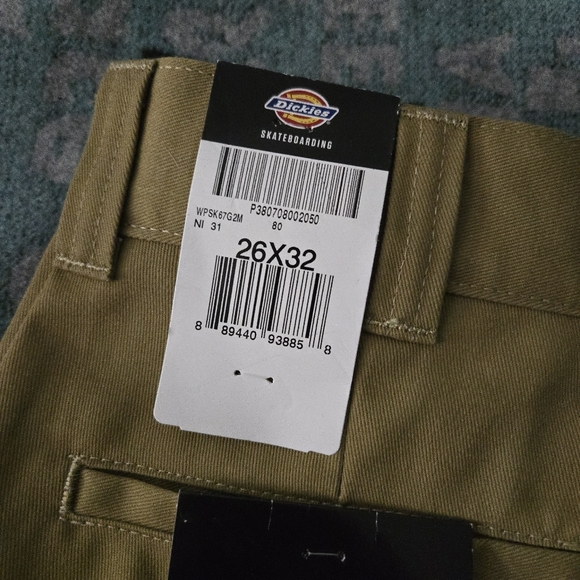 Dickies
SKATEBOARDING
P380708002050
WPSK67G2M 80
NI 31
26X32
8 89440 93885 8